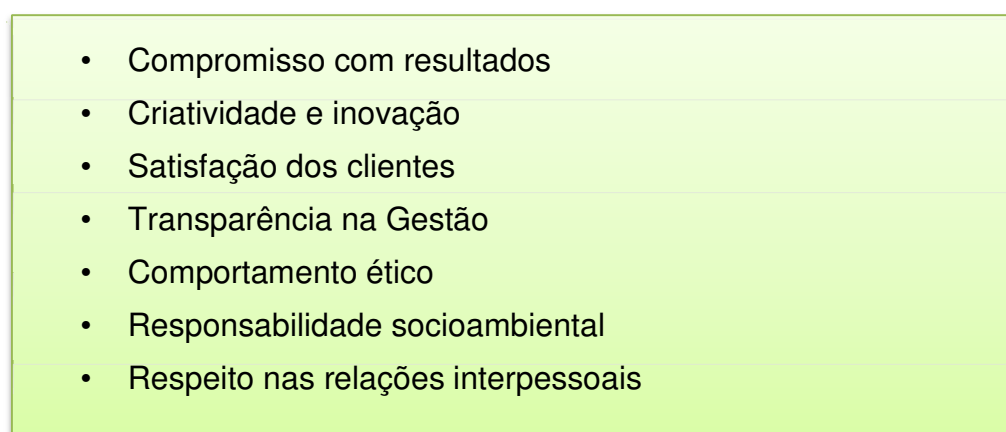 • Compromisso com resultados
• Criatividade e inovação
• Satisfação dos clientes
• Transparência na Gestão
• Comportamento ético
• Responsabilidade socioambiental
• Respeito nas relações interpessoais